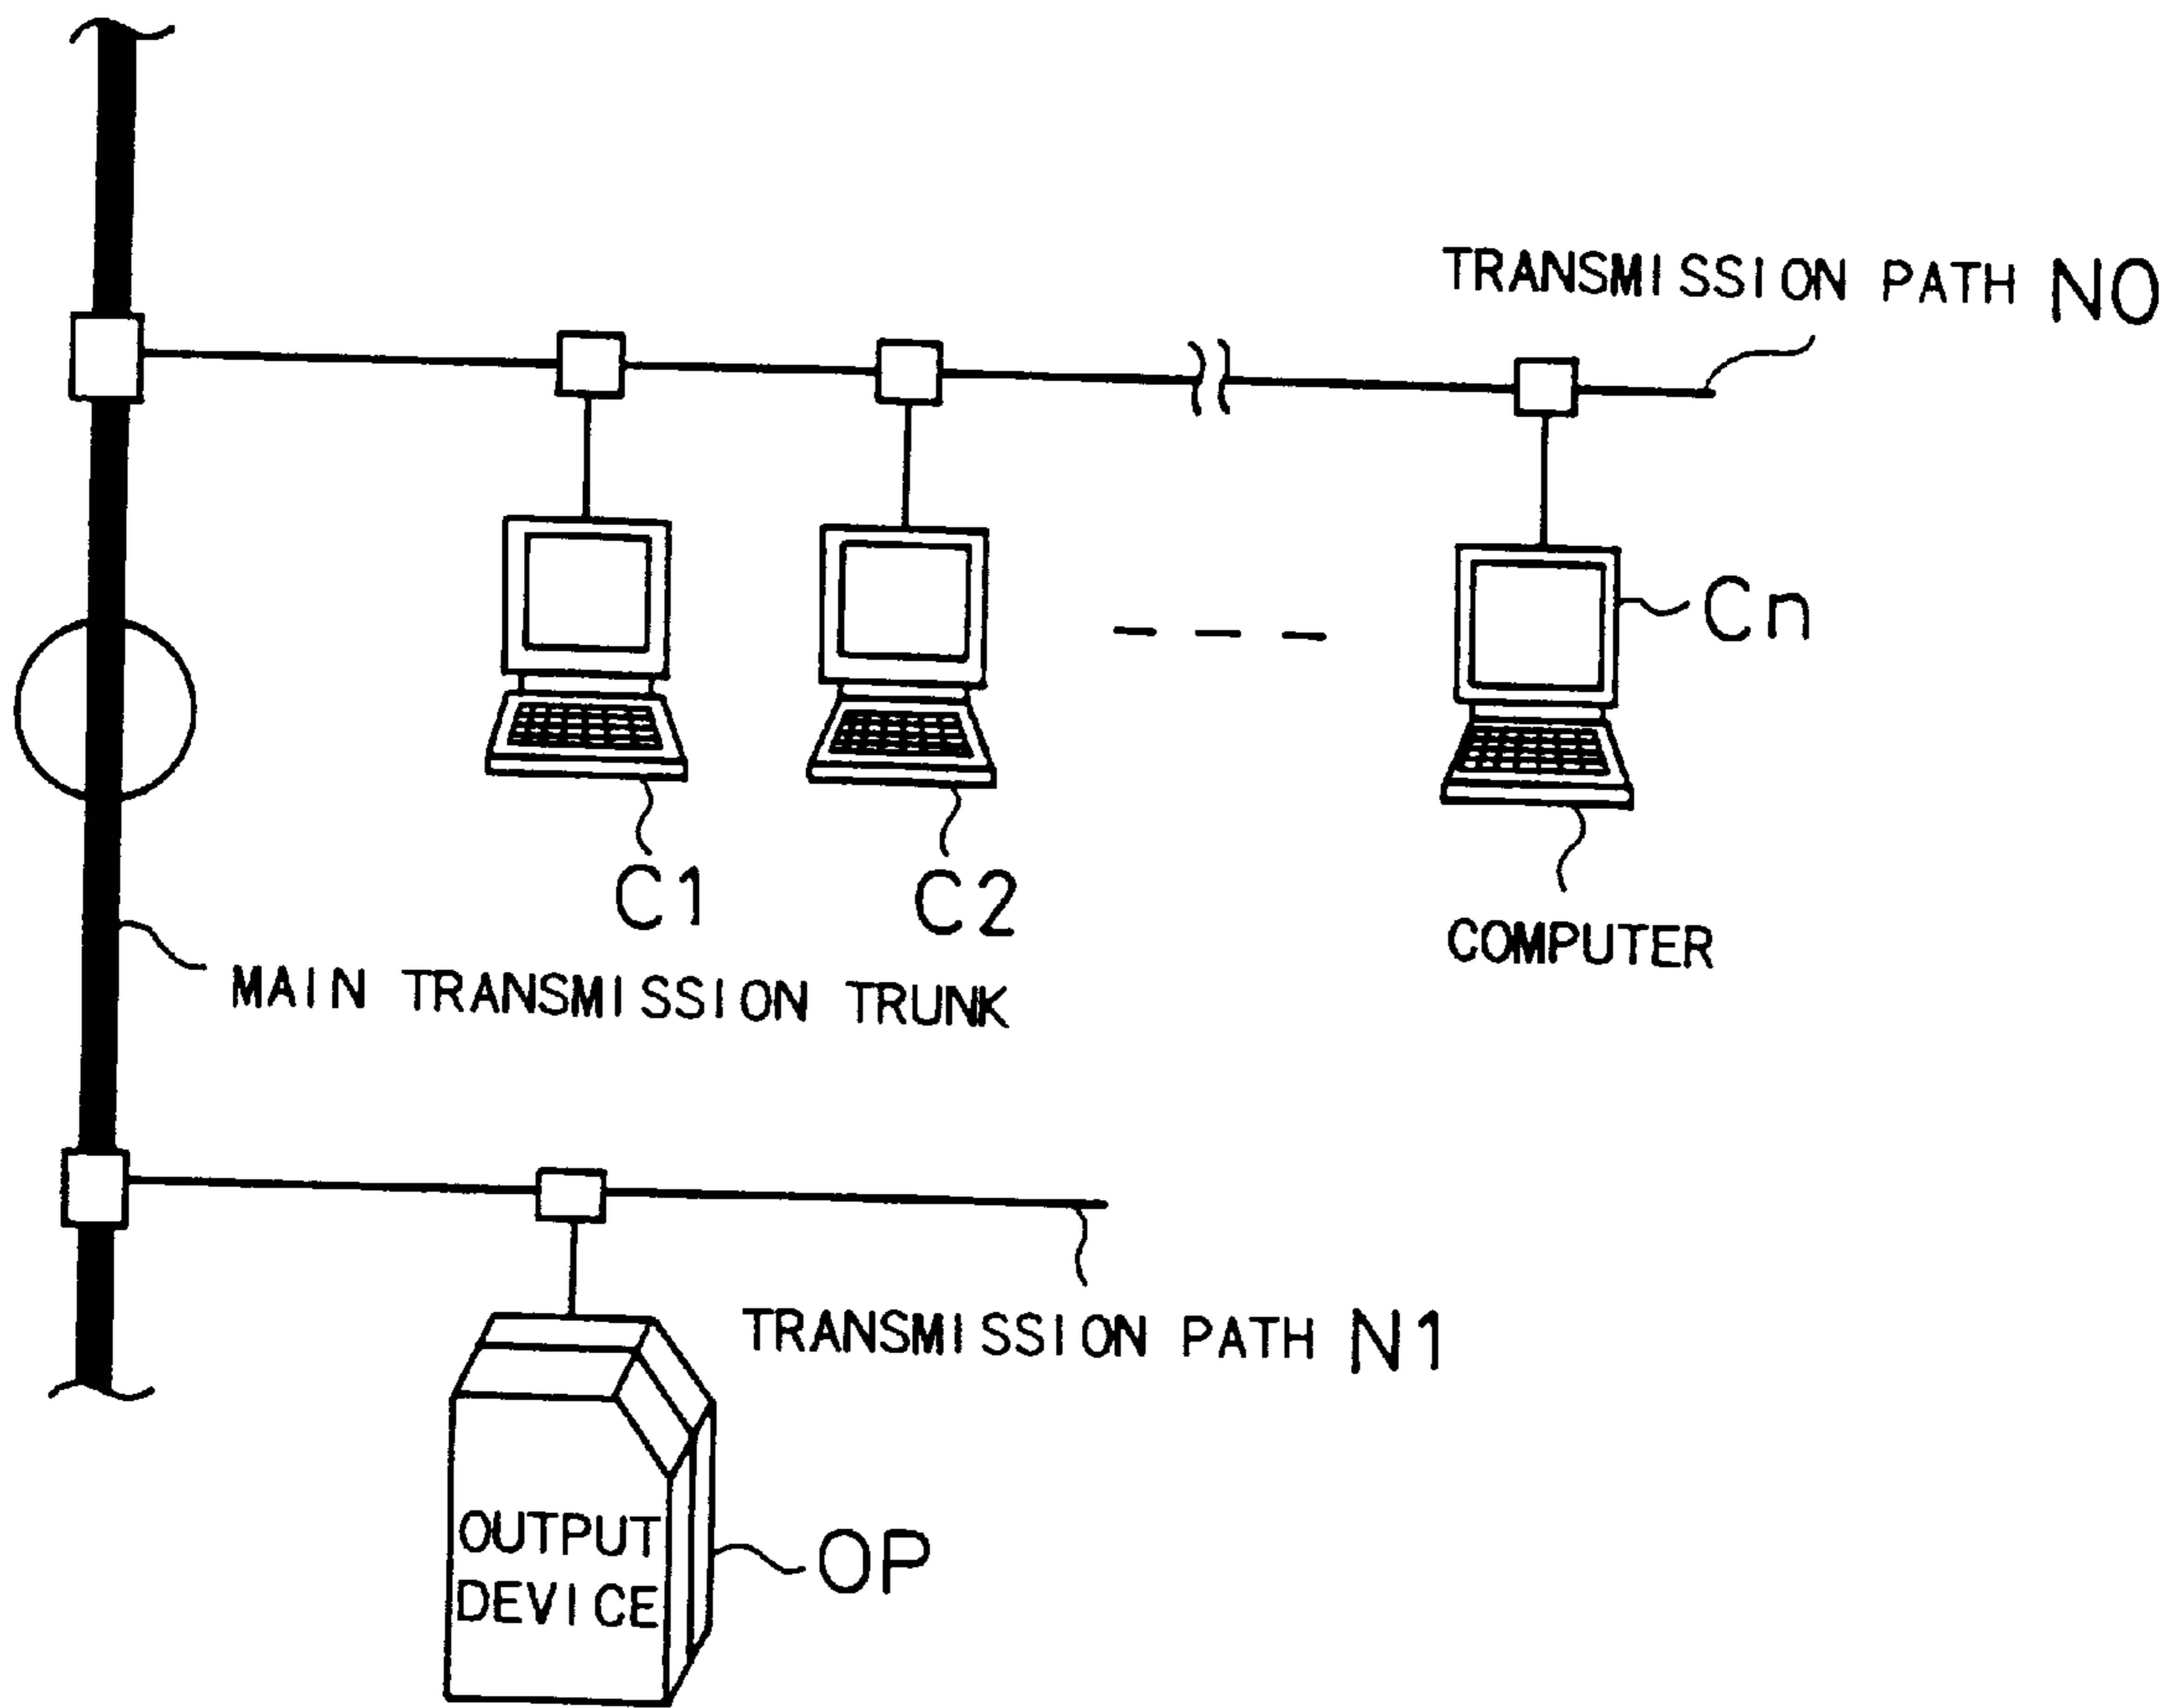 TRANSMISSION PATH N0
Cn
C1
C2
COMPUTER
MAIN TRANSMISSION TRUNK
TRANSMISSION PATH N1
OUTPUT
DEVICE
OP